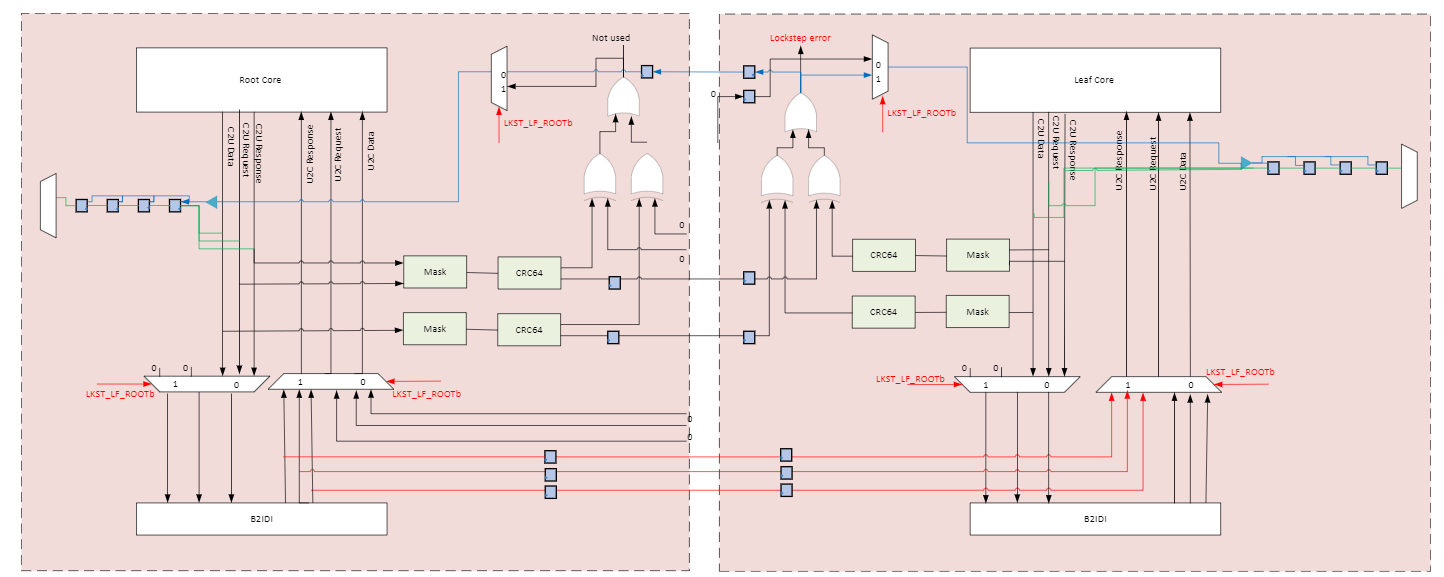 Not used
Lockstep error
Root Core
0
1
LKST_LF_ROOTb
0
0
1
LKST_LF_ROOTb
Leaf Core
C2U Data
C2U Request
C2U Response
U2C Response
U2C Request
U2C Data
C2U Data
C2U Request
C2U Response
U2C Response
U2C Request
U2C Data
0
0
Mask
CRC64
CRC64
Mask
Mask
CRC64
CRC64
Mask
0
0
1
0
LKST_LF_ROOTb
1
0
LKST_LF_ROOTb
0
0
LKST_LF_ROOTb
0
0
1
0
1
0
LKST_LF_ROOTb
B2IDI
B2IDI